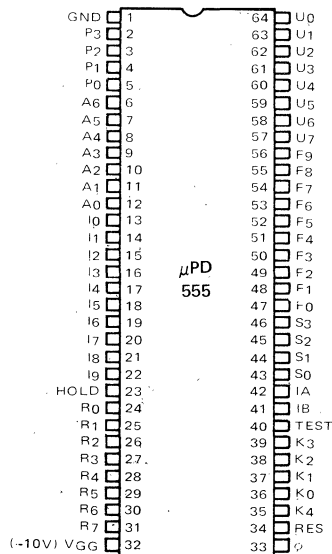 GND 1 64 U0
P3 2 63 U1
P2 3 62 U2
P1 4 61 U3
P0 5 60 U4
A6 6 59 U5
A5 7 58 U6
A4 8 57 U7
A3 9 56 F9
A2 10 55 F8
A1 11 54 F7
A0 12 53 F6
I0 13 52 F5
I1 14 51 F4
I2 15 50 F3
μPD
I3 16 49 F2
I4 17 48 F1
555
I5 18 47 F0
I6 19 46 S3
I7 20 45 S2
I8 21 44 S1
I9 22 43 S0
HOLD 23 42 IA
R0 24 41 IB
R1 25 40 TEST
R2 26 39 K3
R3 27 38 K2
R4 28 37 K1
R5 29 36 K0
R6 30 35 K4
R7 31 34 RES
(-10V) VGG 32 33 φ